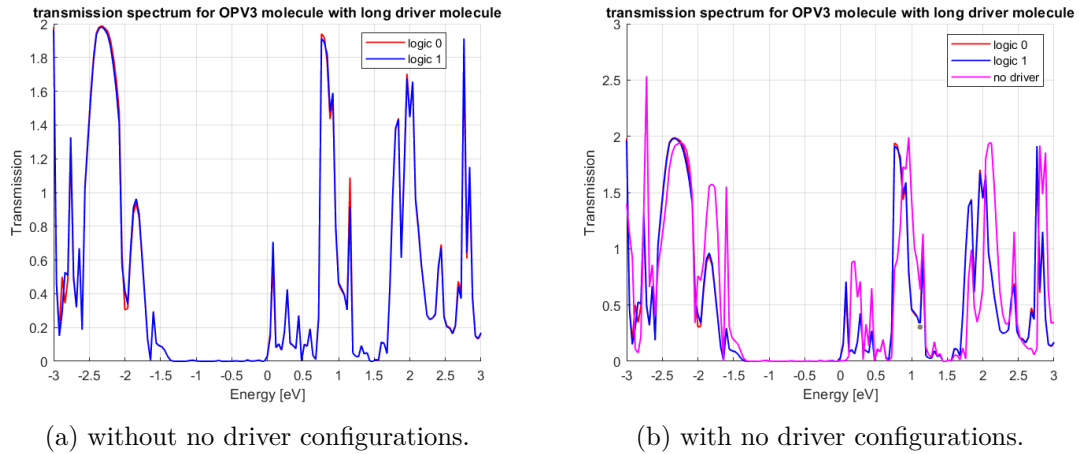 transmission spectrum for OPV3 molecule with long driver molecule
2
1.8
1.6
1.4
1.2
1
0.8
0.6
0.4
0.2
0
Transmission
logic 0
logic 1
-3 -2.5 -2 -1.5 -1 -0.5 0 0.5 1 1.5 2 2.5 3
Energy [eV]
(a) without no driver configurations.
transmission spectrum for OPV3 molecule with long driver molecule
3
2.5
2
1.5
1
0.5
0
Transmission
logic 0
logic 1
no driver
-3 -2.5 -2 -1.5 -1 -0.5 0 0.5 1 1.5 2 2.5 3
Energy [eV]
(b) with no driver configurations.